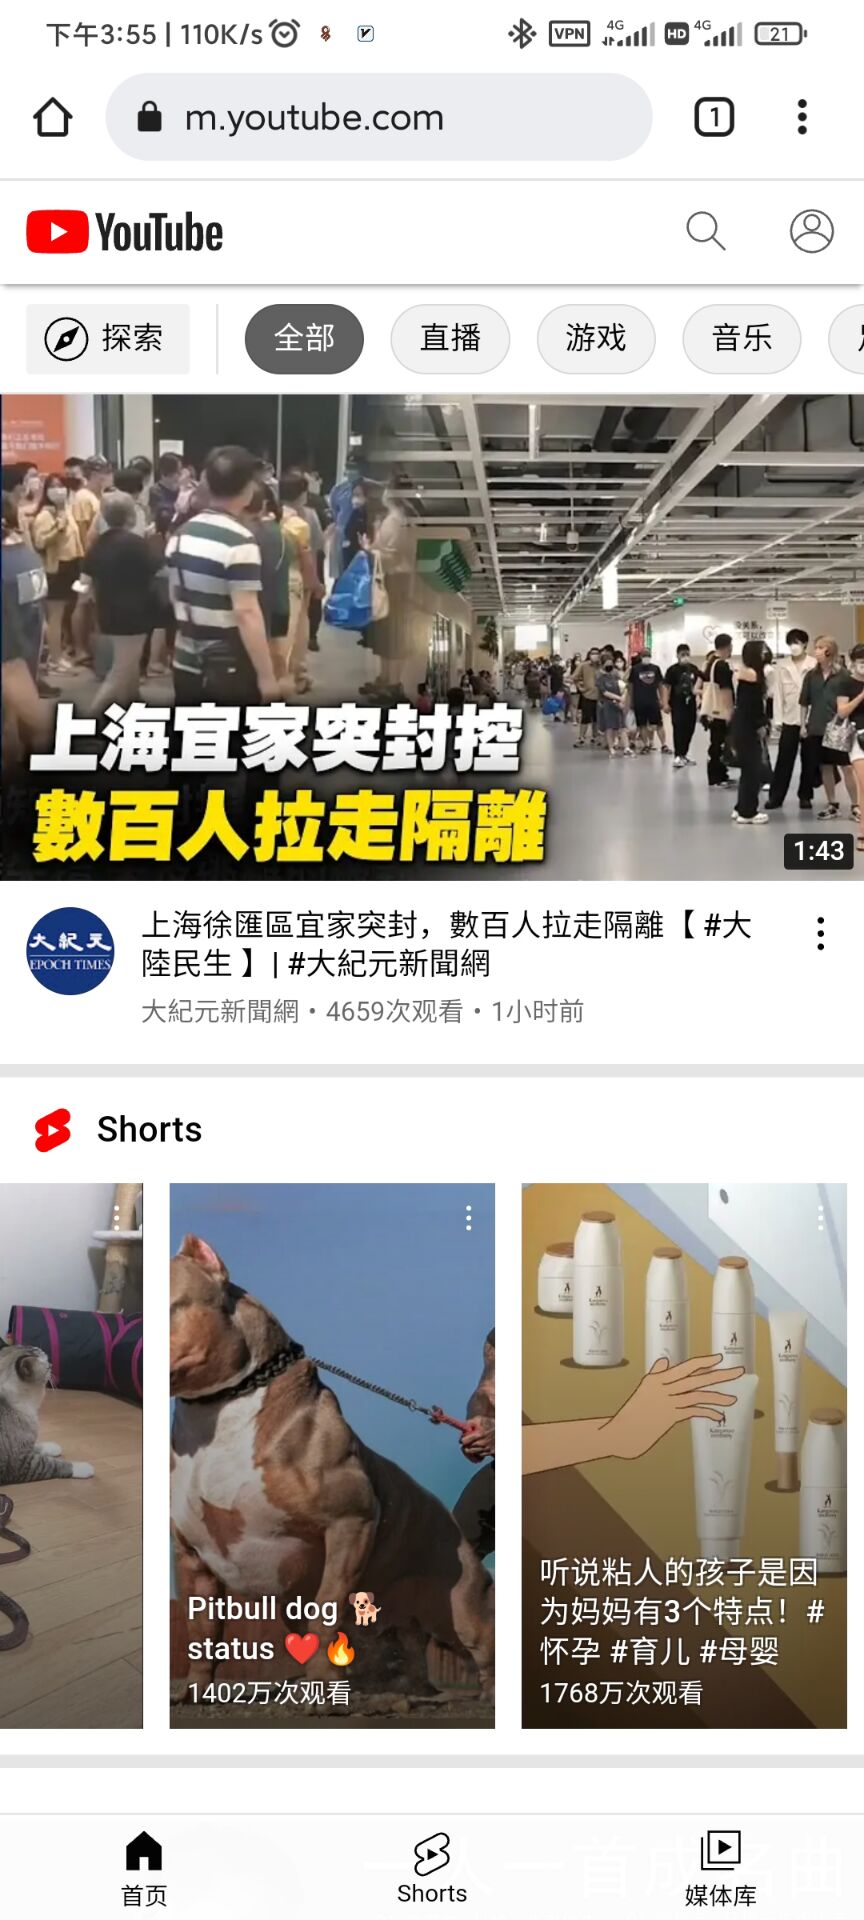 下午3:55 | 110K/s
VPN 4G HD 4G 21
m.youtube.com
1
YouTube
探索
全部
直播
游戏
音乐
上海宜家突封控
數百人拉走隔離
1:43
大紀元
EPOCH TIMES
上海徐匯區宜家突封，數百人拉走隔離【 #大
陸民生 】| #大紀元新聞網
大紀元新聞網・4659次观看・1小时前
Shorts
Pitbull dog 🐕
status ❤️🔥
1402万次观看
听说粘人的孩子是因
为妈妈有3个特点！#
怀孕 #育儿 #母婴
1768万次观看
首页
Shorts
媒体库